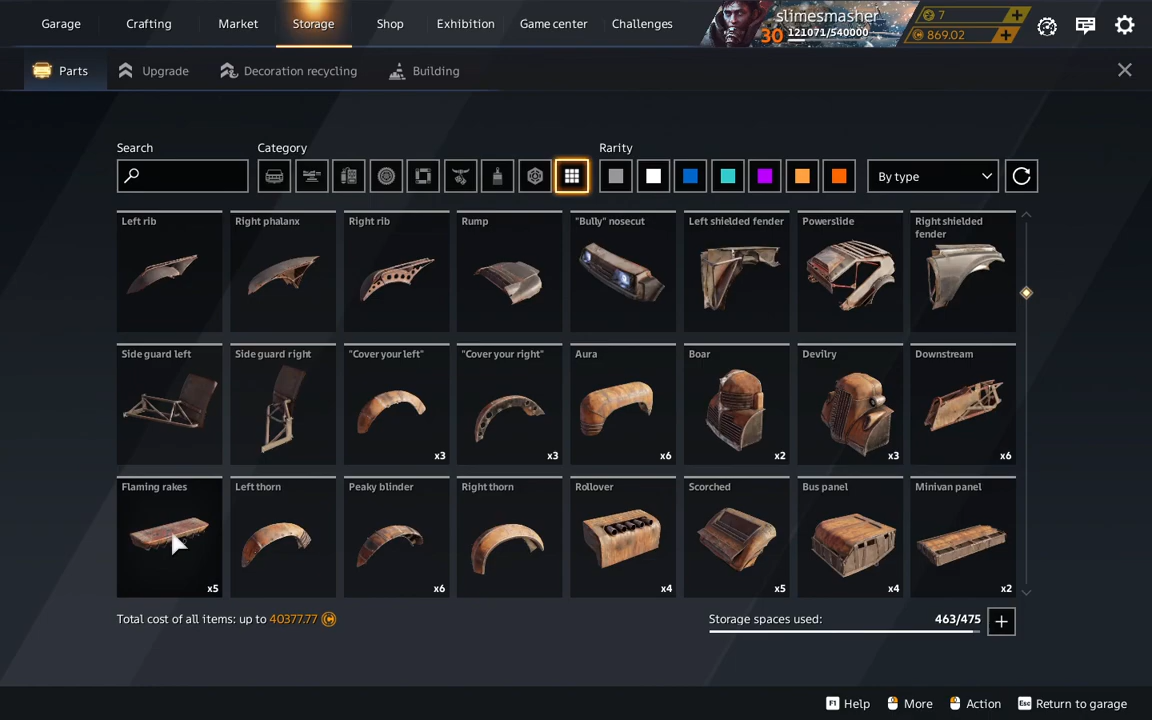 Garage Crafting Market Storage Shop Exhibition Game center Challenges
slimesmasher
30 121071/540000
7
869.02
Parts Upgrade Decoration recycling Building
Search Category Rarity
By type
Left rib Right phalanx Right rib Rump "Bully" nosecut Left shielded fender Powerslide Right shielded fender
Side guard left Side guard right "Cover your left" "Cover your right" Aura Boar Devilry Downstream
x3 x3 x6 x2 x3 x6
Flaming rakes Left thorn Peaky blinder Right thorn Rollover Scorched Bus panel Minivan panel
x5 x6 x4 x5 x4 x2
Total cost of all items: up to 40377.77
Storage spaces used: 463/475
F1 Help More Action Esc Return to garage